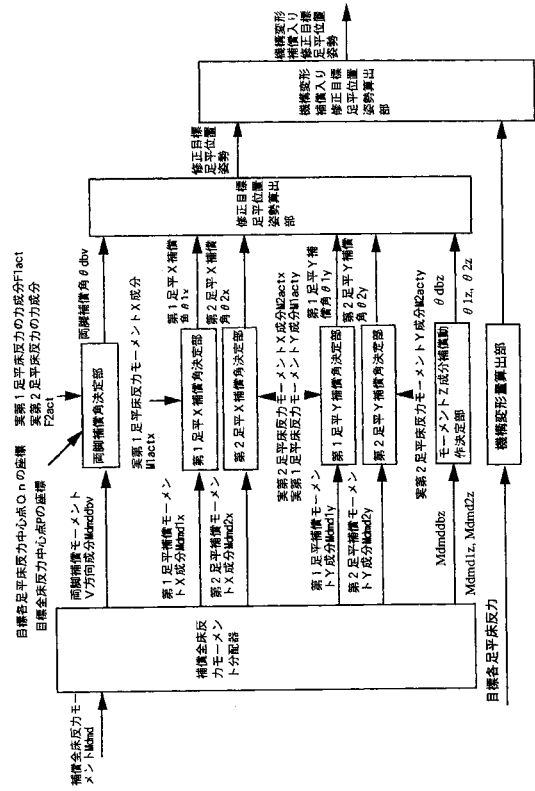 補償全床反力モー
メントMdmd
補償全床反
力モーメン
ト分配器
目標各足平床反力中心点Qnの座標
目標全床反力中心点Pの座標
実第1足平床反力の力成分F1act
実第2足平床反力の力成分
F2act
両脚補償モーメント
V方向成分Mdmddbv
両脚補償角決定部
両脚補償角θdbv
実第1足平床反力モーメントX成分
M1actx
第1足平補償モーメン
トX成分Mdmd1x
第1足平X補償角決定部
第1足平X補償
角θ1x
第2足平補償モーメン
トX成分Mdmd2x
第2足平X補償角決定部
第2足平X補償
角θ2x
実第2足平床反力モーメントX成分M2actx
実第1足平床反力モーメントY成分M1acty
第1足平補償モーメン
トY成分Mdmd1y
第1足平Y補償角決定部
第1足平Y補
償角θ1y
第2足平補償モーメン
トY成分Mdmd2y
第2足平Y補償角決定部
第2足平Y補償
角θ2y
実第2足平床反力モーメントY成分M2acty
Mdmddbz
Mdmd1z, Mdmd2z
モーメントZ成分補償動
作決定部
θdbz
θ1z, θ2z
目標各足平床反力
機構変形量算出部
修正目標
足平位置
姿勢算出部
修正目標
足平位置
姿勢
機構変形
補償入り
修正目標
足平位置
姿勢算出
部
機構変形
補償入り
修正目標
足平位置
姿勢